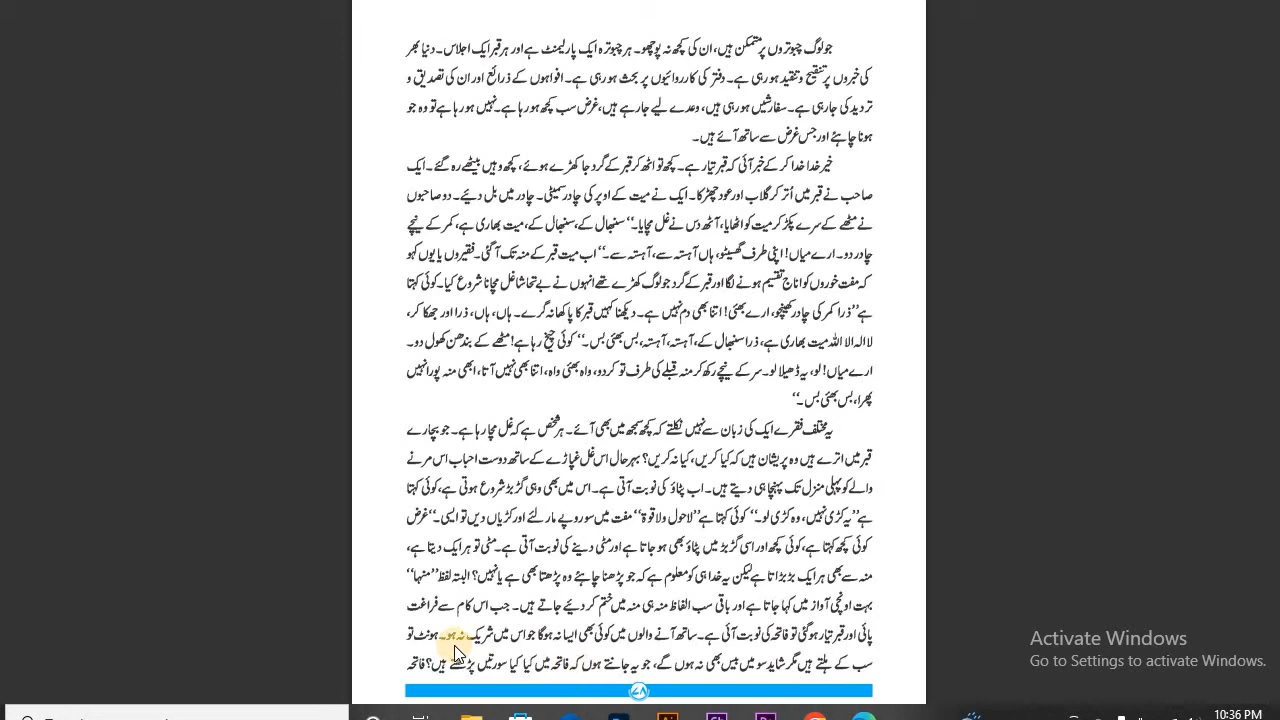 جو لوگ چبوتروں پر متمکن ہیں، ان کی کچھ نہ پوچھو۔ ہر چبوترہ ایک پارلیمنٹ ہے اور ہر قبر ایک اجلاس۔ دنیا بھر
کی خبروں پر تنقیح و تنقید ہو رہی ہے۔ دفتر کی کارروائیوں پر بحث ہو رہی ہے۔ افواہوں کے ذرائع اور ان کی تصدیق و
تردید کی جا رہی ہے۔ سفارشیں ہو رہی ہیں، وعدے لیے جا رہے ہیں، غرض سب کچھ ہو رہا ہے۔ نہیں ہو رہا ہے تو وہ جو
ہونا چاہئے اور جس غرض سے ساتھ آئے ہیں۔
خیر خدا خدا کر کے خبر آئی کہ قبر تیار ہے۔ کچھ تو اٹھ کر قبر کے گرد جا کھڑے ہوئے، کچھ وہیں بیٹھے رہ گئے۔ ایک
صاحب نے قبر میں اُتر کر گلاب اور عود چھڑکا۔ ایک نے میت کے اوپر کی چادر سمیٹی۔ چادر میں بل دیئے۔ دو صاحبوں
نے مٹھے کے سرے پکڑ کر میت کو اٹھایا، آٹھ دس نے غل مچایا۔ ‘‘ سنبھال کے، سنبھال کے، میت بھاری ہے، کمر کے نیچے
چادر دو۔ ارے میاں! اپنی طرف گھسیٹو، ہاں آہستہ سے، آہستہ سے۔ ‘‘ اب میت قبر کے منہ تک آ گئی۔ فقیروں یا یوں کہو
کہ مفت خوروں کو اناج تقسیم ہونے لگا اور قبر کے گرد جو لوگ کھڑے تھے انہوں نے بے تحاشا غل مچانا شروع کیا۔ کوئی کہتا
ہے ’’ ذرا کمر کی چادر کھینچو، ارے بھئی! اتنا بھی دم نہیں ہے۔ دیکھنا کہیں قبر کا پاکھا نہ گرے۔ ہاں، ہاں، ذرا اور جھکا کر،
لا الہ الا اللہ میت بھاری ہے، ذرا سنبھال کے، آہستہ، آہستہ، بس بھئی بس۔ ‘‘ کوئی چیخ رہا ہے! مٹھے کے بندھن کھول دو۔
ارے میاں! لو، یہ ڈھیلا لو۔ سر کے نیچے رکھ کر منہ قبلے کی طرف تو کر دو، واہ بھئی واہ، اتنا بھی نہیں آتا، ابھی منہ پورا نہیں
پھرا، بس بھئی بس۔ ‘‘
یہ مختلف فقرے ایک کی زبان سے نہیں نکلتے کہ کچھ سمجھ میں بھی آئے۔ ہر شخص ہے کہ غل مچا رہا ہے۔ جو بچارے
قبر میں اترے ہیں وہ پریشان ہیں کہ کیا کریں، کیا نہ کریں؟ بہرحال اس غل غپاڑے کے ساتھ دوست احباب اس مرنے
والے کو پہلی منزل تک پہنچا ہی دیتے ہیں۔ اب پٹاؤ کی نوبت آتی ہے۔ اس میں بھی وہی گڑبڑ شروع ہوتی ہے، کوئی کہتا
ہے ’’یہ کڑی نہیں، وہ کڑی لو۔‘‘ کوئی کہتا ہے ’’ لاحول ولا قوۃ‘‘ مفت میں سو روپے مار لئے اور کڑیاں دیں تو ایسی۔‘‘ غرض
کوئی کچھ کہتا ہے، کوئی کچھ اور اسی گڑبڑ میں پٹاؤ بھی ہو جاتا ہے اور مٹی دینے کی نوبت آتی ہے۔ مٹی تو ہر ایک دیتا ہے،
منہ سے بھی ہر ایک بڑبڑاتا ہے لیکن یہ خدا ہی کو معلوم ہے کہ جو پڑھنا چاہئے وہ پڑھتا بھی ہے یا نہیں؟ البتہ لفظ ’’منہا‘‘
بہت اونچی آواز میں کہا جاتا ہے اور باقی سب الفاظ منہ ہی منہ میں ختم کر دیئے جاتے ہیں۔ جب اس کام سے فراغت
پائی اور قبر تیار ہو گئی تو فاتحہ کی نوبت آئی ہے۔ ساتھ آنے والوں میں کوئی بھی ایسا نہ ہوگا جو اس میں شریک نہ ہو۔ ہونٹ تو
سب کے ہلتے ہیں مگر شاید سو میں بیس بھی نہ ہوں گے، جو یہ جانتے ہوں کہ فاتحہ میں کیا کیا سورتیں پڑھتے ہیں؟ فاتحہ
۷۸
Activate Windows
Go to Settings to activate Windows.
10:36 PM